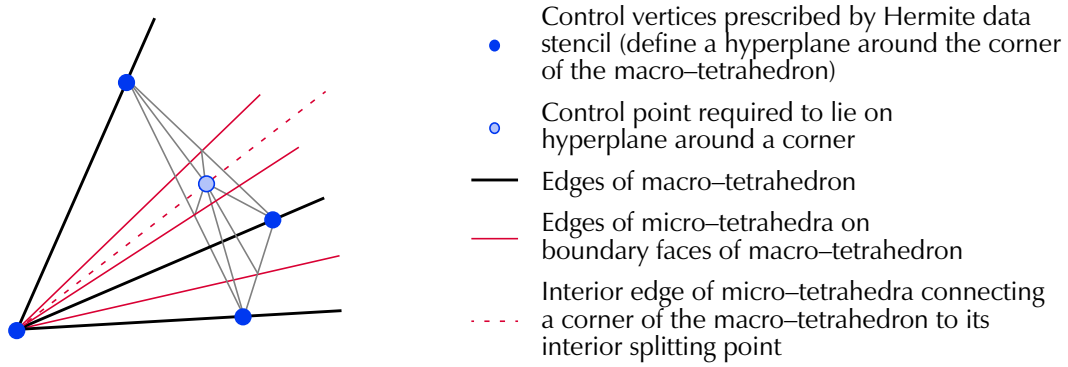 Control vertices prescribed by Hermite data
stencil (define a hyperplane around the corner
of the macro–tetrahedron)
Control point required to lie on
hyperplane around a corner
Edges of macro–tetrahedron
Edges of micro–tetrahedra on
boundary faces of macro–tetrahedron
Interior edge of micro–tetrahedra connecting
a corner of the macro–tetrahedron to its
interior splitting point